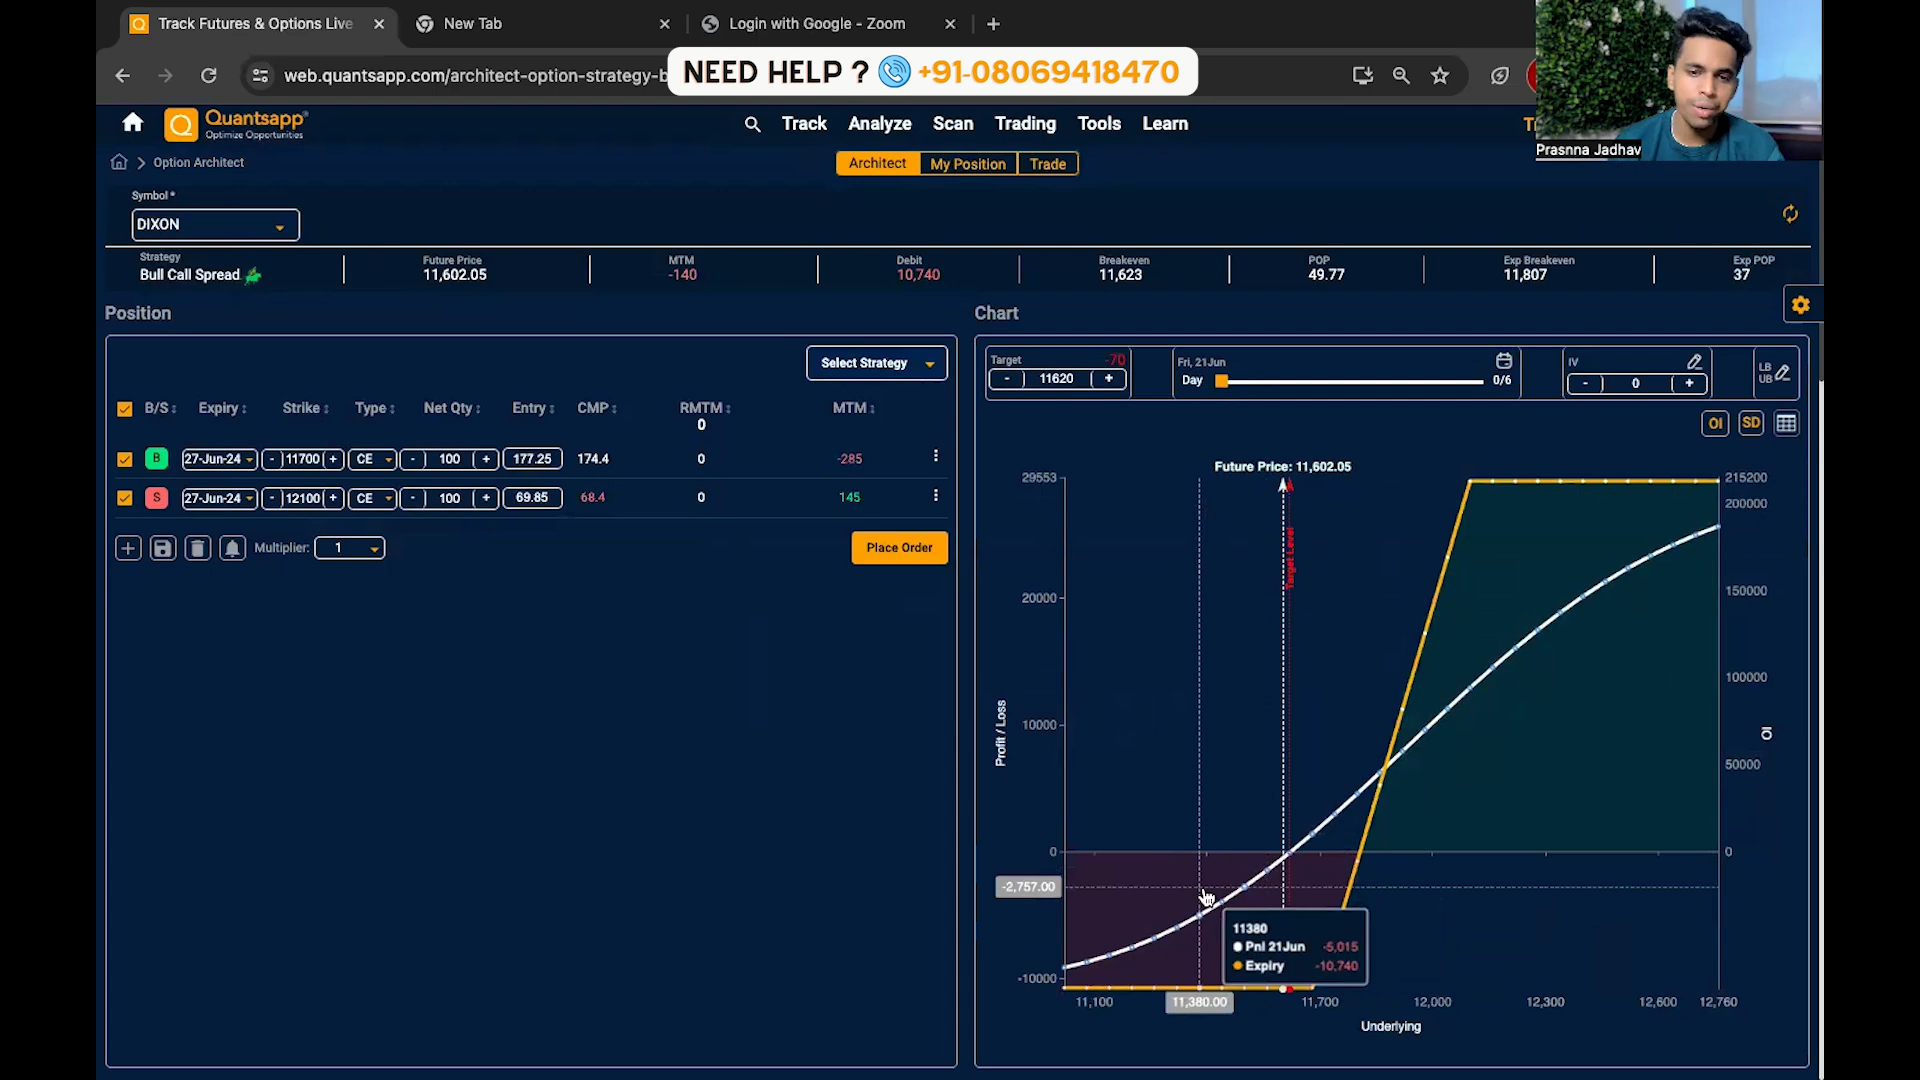 Track Futures & Options Live
New Tab
Login with Google - Zoom
web.quantsapp.com/architect-option-strategy-b
NEED HELP ? +91-08069418470
Prasnna Jadhav
Quantsapp
Optimize Opportunities
Track
Analyze
Scan
Trading
Tools
Learn
Option Architect
Architect
My Position
Trade
Symbol *
DIXON
Strategy
Bull Call Spread
Future Price
11,602.05
MTM
-140
Debit
10,740
Breakeven
11,623
POP
49.77
Exp Breakeven
11,807
Exp POP
37
Position
Select Strategy
B/S Expiry Strike Type Net Qty Entry CMP RMTM MTM
0
B 27-Jun-24 - 11700 + CE - 100 + 177.25 174.4 0 -285
S 27-Jun-24 - 12100 + CE - 100 + 69.85 68.4 0 145
Multiplier: 1
Place Order
Chart
Target -70
- 11620 +
Fri, 21Jun
Day 0/6
IV
- 0 +
LB
UB
OI SD
Future Price: 11,602.05
Target Level
29553
20000
10000
0
-2,757.00
-10000
Profit / Loss
215200
200000
150000
100000
50000
0
OI
11380
Pnl 21Jun -5,015
Expiry -10,740
11,100 11,380.00 11,700 12,000 12,300 12,600 12,760
Underlying